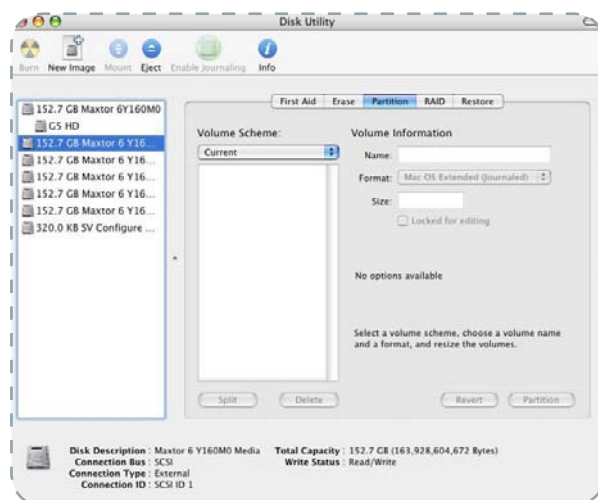 Disk Utility
Burn New Image Mount Eject Enable Journaling Info
First Aid Erase Partition RAID Restore
152.7 GB Maxtor 6Y160M0
G5 HD
152.7 GB Maxtor 6 Y16...
152.7 GB Maxtor 6 Y16...
152.7 GB Maxtor 6 Y16...
152.7 GB Maxtor 6 Y16...
152.7 GB Maxtor 6 Y16...
320.0 KB SV Configure ...
Volume Scheme:
Current
Volume Information
Name:
Format: Mac OS Extended (Journaled)
Size:
Locked for editing
No options available
Select a volume scheme, choose a volume name
and a format, and resize the volumes.
Split Delete Revert Partition
Disk Description : Maxtor 6 Y160M0 Media
Connection Bus : SCSI
Connection Type : External
Connection ID : SCSI ID 1
Total Capacity : 152.7 GB (163,928,604,672 Bytes)
Write Status : Read/Write